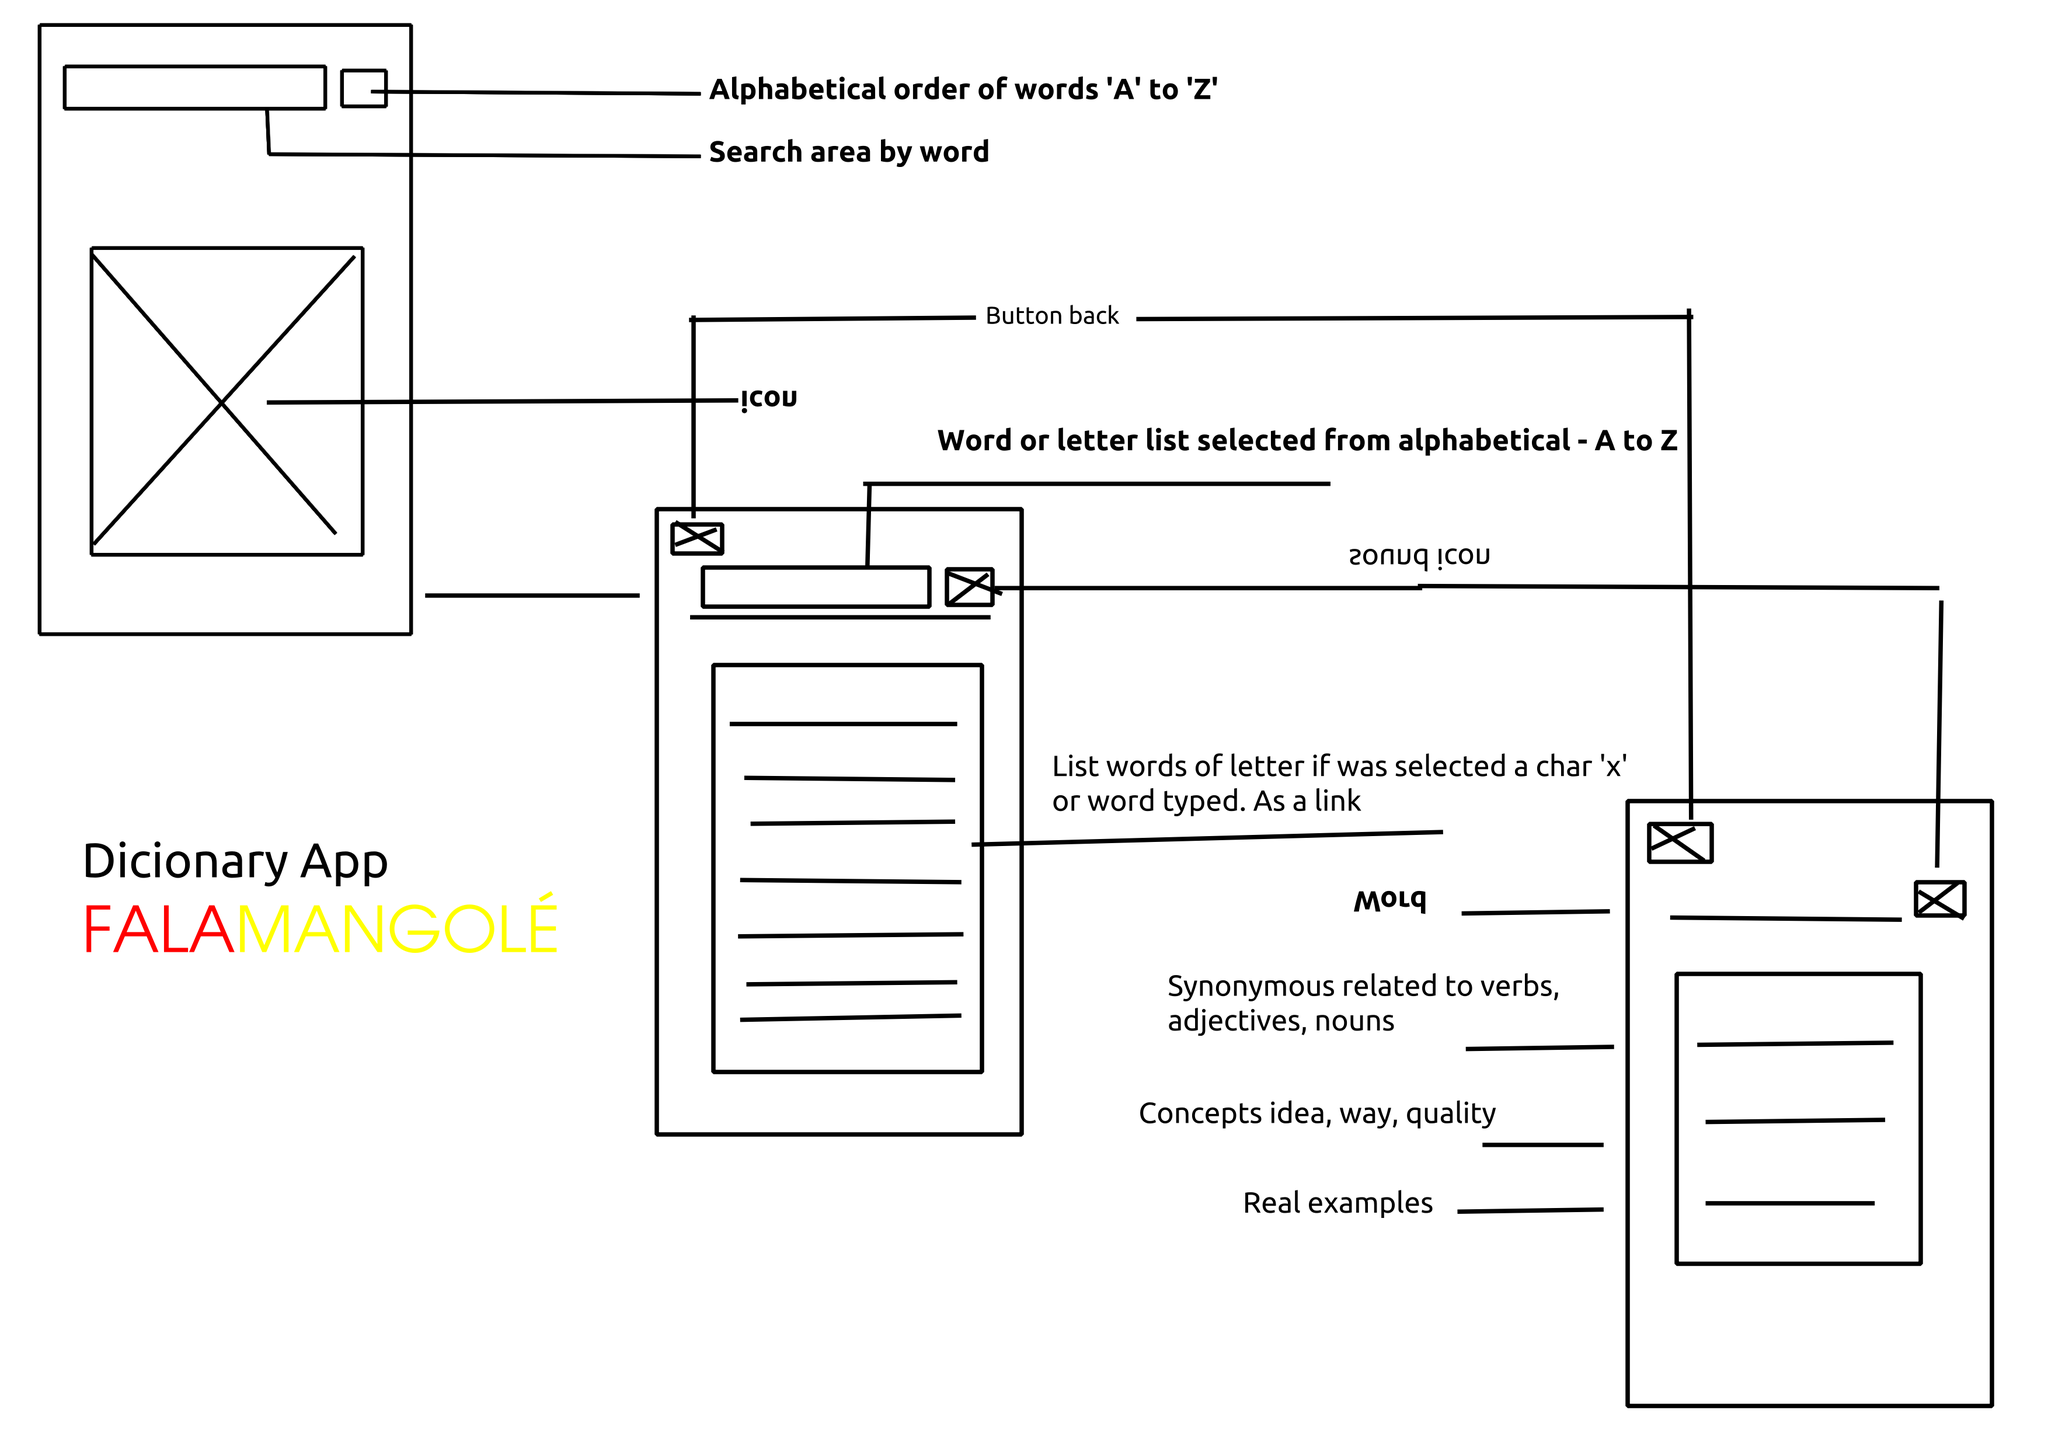 Alphabetical order of words 'A' to 'Z'
Search area by word
Button back
icon
Word or letter list selected from alphabetical - A to Z
sound icon
List words of letter if was selected a char 'x'
or word typed. As a link
Dicionary App
FALAMANGOLÉ
Word
Synonymous related to verbs,
adjectives, nouns
Concepts idea, way, quality
Real examples